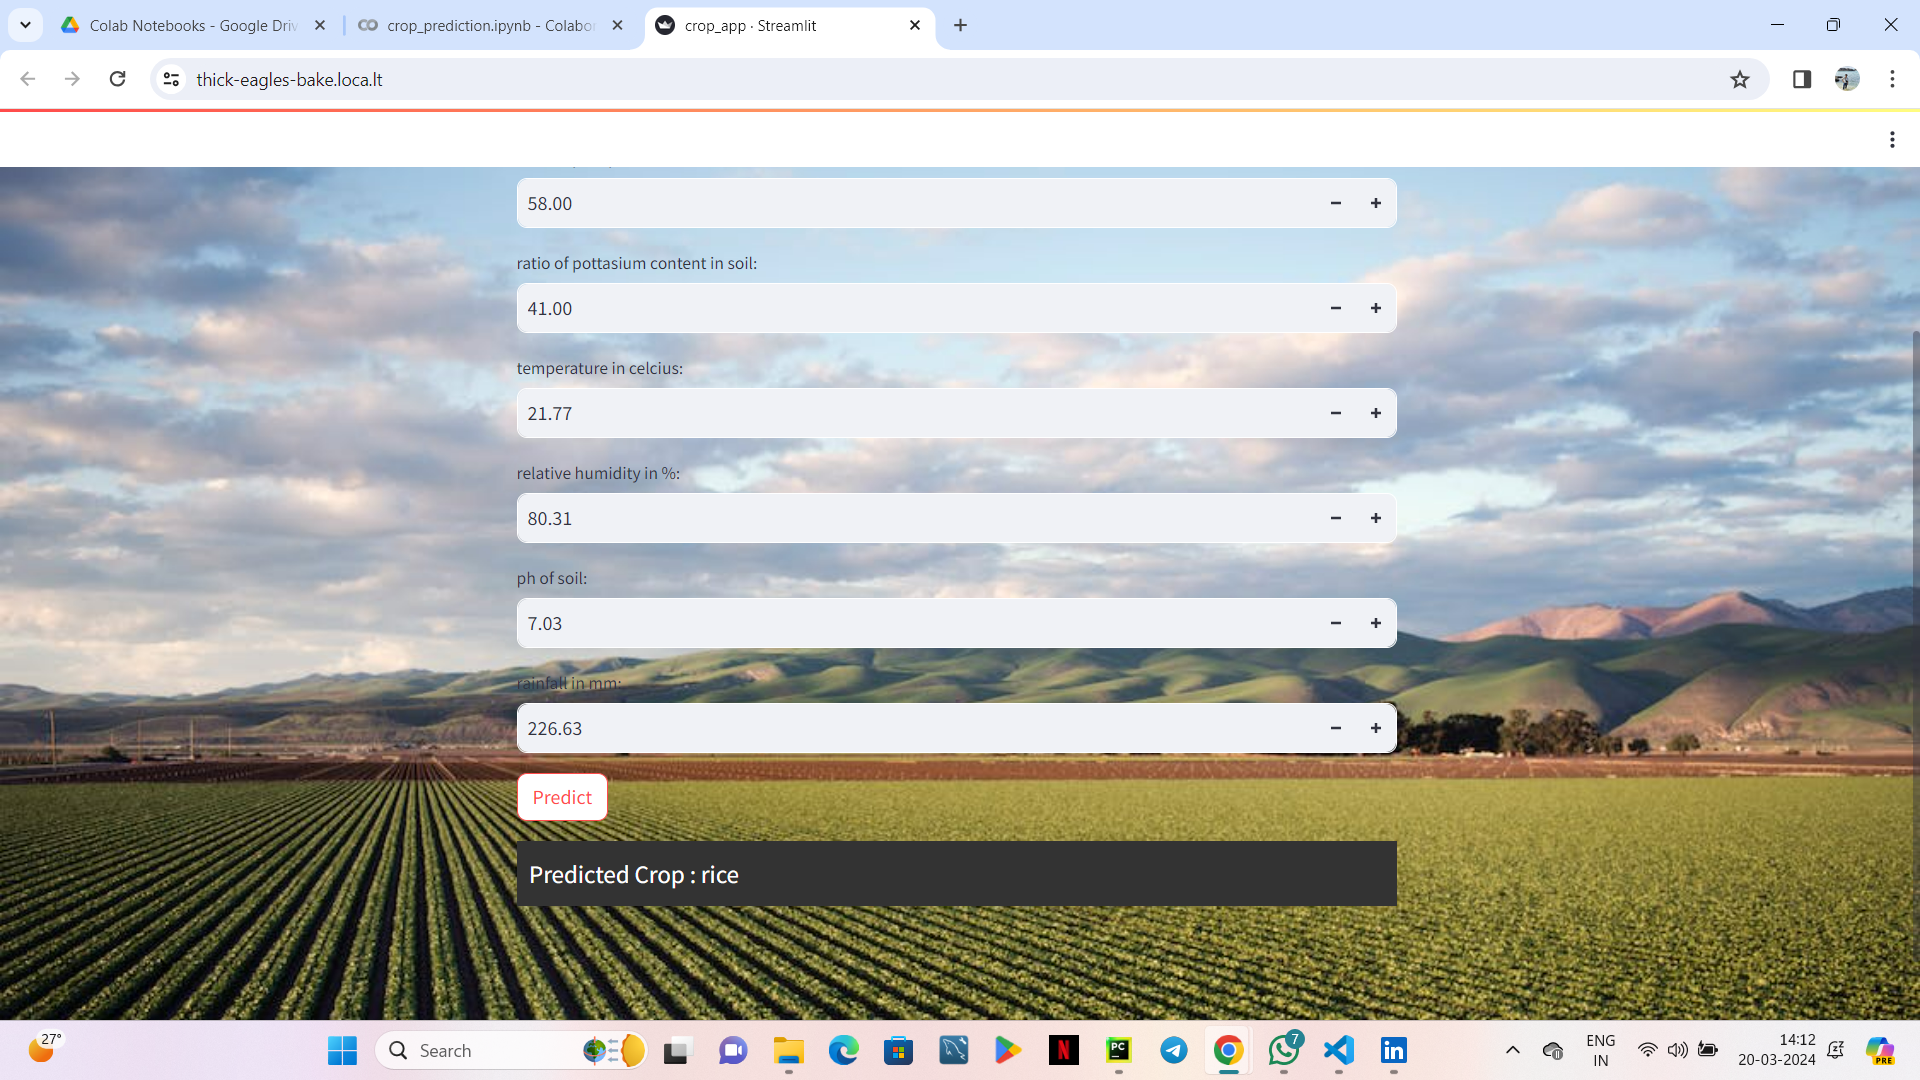 Colab Notebooks - Google Driv
crop_prediction.ipynb - Colabor
crop_app · Streamlit
thick-eagles-bake.loca.lt
58.00
ratio of pottasium content in soil:
41.00
temperature in celcius:
21.77
relative humidity in %:
80.31
ph of soil:
7.03
rainfall in mm:
226.63
Predict
Predicted Crop : rice
27°
Search
PC
N
7
in
ENG
IN
14:12
20-03-2024
PRE